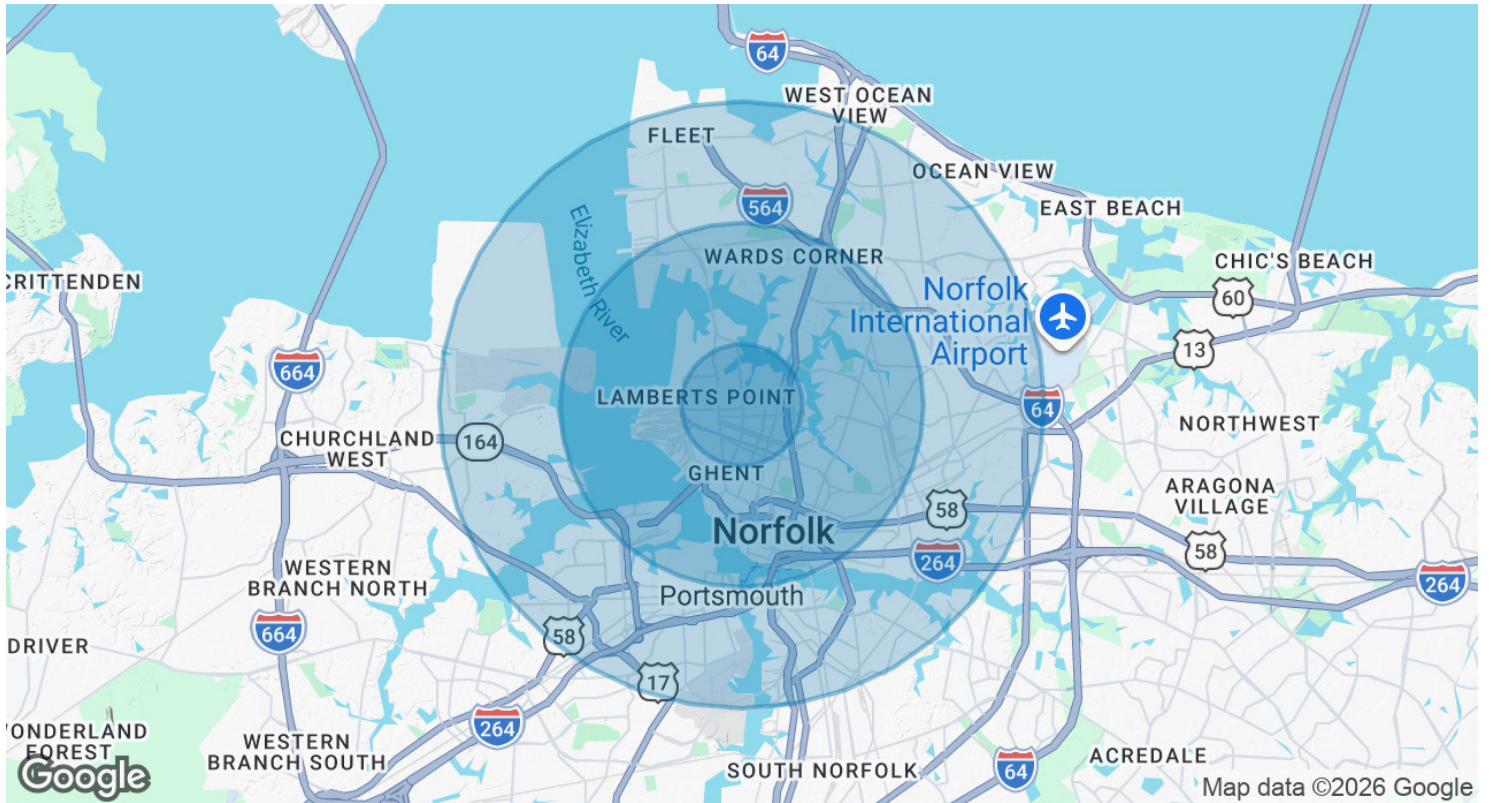 64
WEST OCEAN
VIEW
FLEET
OCEAN VIEW
564
EAST BEACH
Elizabeth River
WARDS CORNER
CHIC'S BEACH
CRITTENDEN
60
Norfolk
International
Airport
13
664
LAMBERTS POINT
64
NORTHWEST
CHURCHLAND
WEST
164
GHENT
ARAGONA
VILLAGE
58
Norfolk
58
264
264
WESTERN
BRANCH NORTH
Portsmouth
664
58
DRIVER
17
264
ONDERLAND
FOREST
WESTERN
BRANCH SOUTH
ACREDALE
SOUTH NORFOLK
64
Google
Map data ©2026 Google